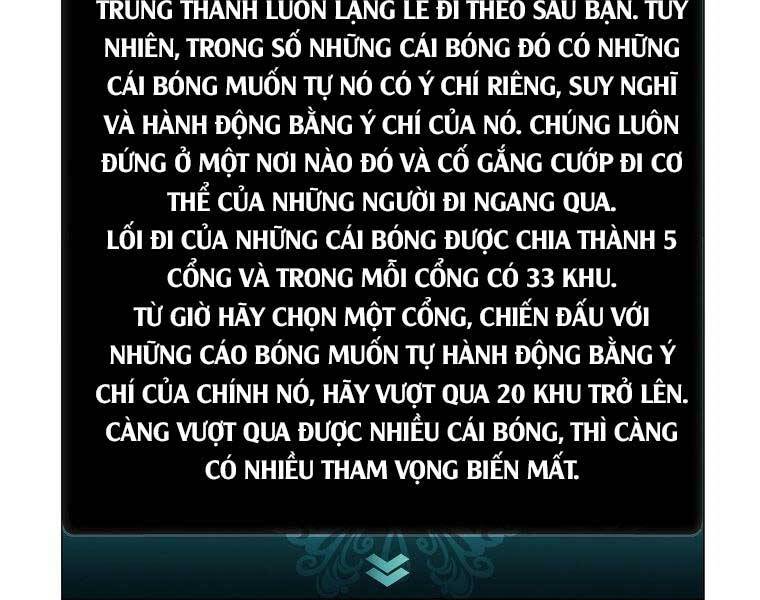 TRUNG THÀNH LUÔN LẶNG LẼ ĐI THEO SAU BẠN. TUY
NHIÊN, TRONG SỐ NHỮNG CÁI BÓNG ĐÓ CÓ NHỮNG
CÁI BÓNG MUỐN TỰ NÓ CÓ Ý CHÍ RIÊNG, SUY NGHĨ
VÀ HÀNH ĐỘNG BẰNG Ý CHÍ CỦA NÓ. CHÚNG LUÔN
ĐỨNG Ở MỘT NƠI NÀO ĐÓ VÀ CỐ GẮNG CƯỚP ĐI CƠ
THỂ CỦA NHỮNG NGƯỜI ĐI NGANG QUA.
LỐI ĐI CỦA NHỮNG CÁI BÓNG ĐƯỢC CHIA THÀNH 5
CỔNG VÀ TRONG MỖI CỔNG CÓ 33 KHU.
TỪ GIỜ HÃY CHỌN MỘT CỔNG, CHIẾN ĐẤU VỚI
NHỮNG CÁO BÓNG MUỐN TỰ HÀNH ĐỘNG BẰNG Ý
CHÍ CỦA CHÍNH NÓ, HÃY VƯỢT QUA 20 KHU TRỞ LÊN.
CÀNG VƯỢT QUA ĐƯỢC NHIỀU CÁI BÓNG, THÌ CÀNG
CÓ NHIỀU THAM VỌNG BIẾN MẤT.